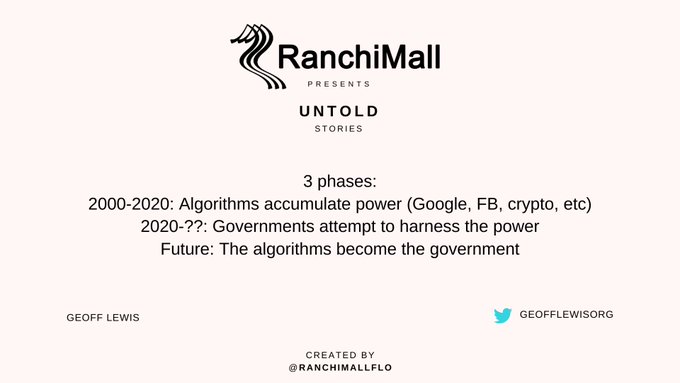 RanchiMall
PRESENTS
UNTOLD
STORIES
3 phases:
2000-2020: Algorithms accumulate power (Google, FB, crypto, etc)
2020-??: Governments attempt to harness the power
Future: The algorithms become the government
GEOFF LEWIS
GEOFFLEWISORG
CREATED BY
@RANCHIMALLFLO